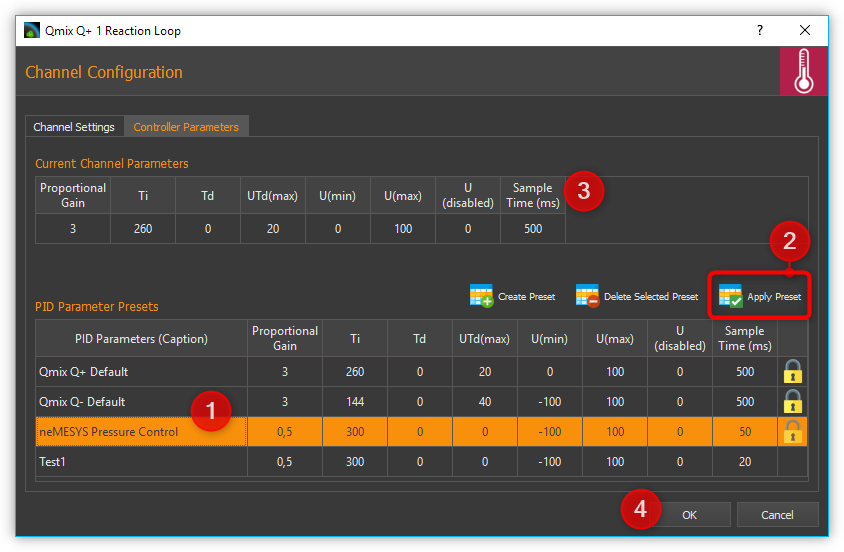 Qmix Q+ 1 Reaction Loop ?
Channel Configuration
Channel Settings Controller Parameters
Current Channel Parameters
Proportional Gain Ti Td UTd(max) U(min) U(max) U (disabled) Sample Time (ms) 3
3 260 0 20 0 100 0 500
2
Create Preset Delete Selected Preset Apply Preset
PID Parameter Presets
PID Parameters (Caption) Proportional Gain Ti Td UTd(max) U(min) U(max) U (disabled) Sample Time (ms)
Qmix Q+ Default 3 260 0 20 0 100 0 500
Qmix Q- Default 3 144 0 40 -100 100 0 500
1
neMESYS Pressure Control 0,5 300 0 0 -100 100 0 50
Test1 0,5 300 0 0 -100 100 0 20
4 OK Cancel